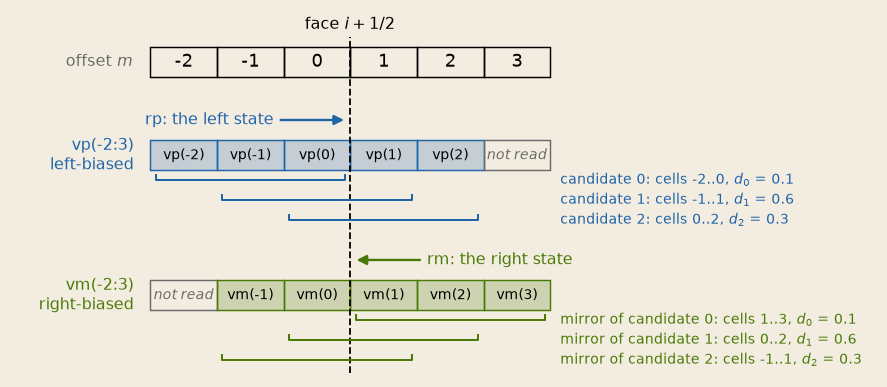 face i + 1/2
offset m
-2 -1 0 1 2 3
rp: the left state
vp(-2:3)
left-biased
vp(-2) vp(-1) vp(0) vp(1) vp(2) not read
candidate 0: cells -2..0, d₀ = 0.1
candidate 1: cells -1..1, d₁ = 0.6
candidate 2: cells 0..2, d₂ = 0.3
rm: the right state
vm(-2:3)
right-biased
not read vm(-1) vm(0) vm(1) vm(2) vm(3)
mirror of candidate 0: cells 1..3, d₀ = 0.1
mirror of candidate 1: cells 0..2, d₁ = 0.6
mirror of candidate 2: cells -1..1, d₂ = 0.3